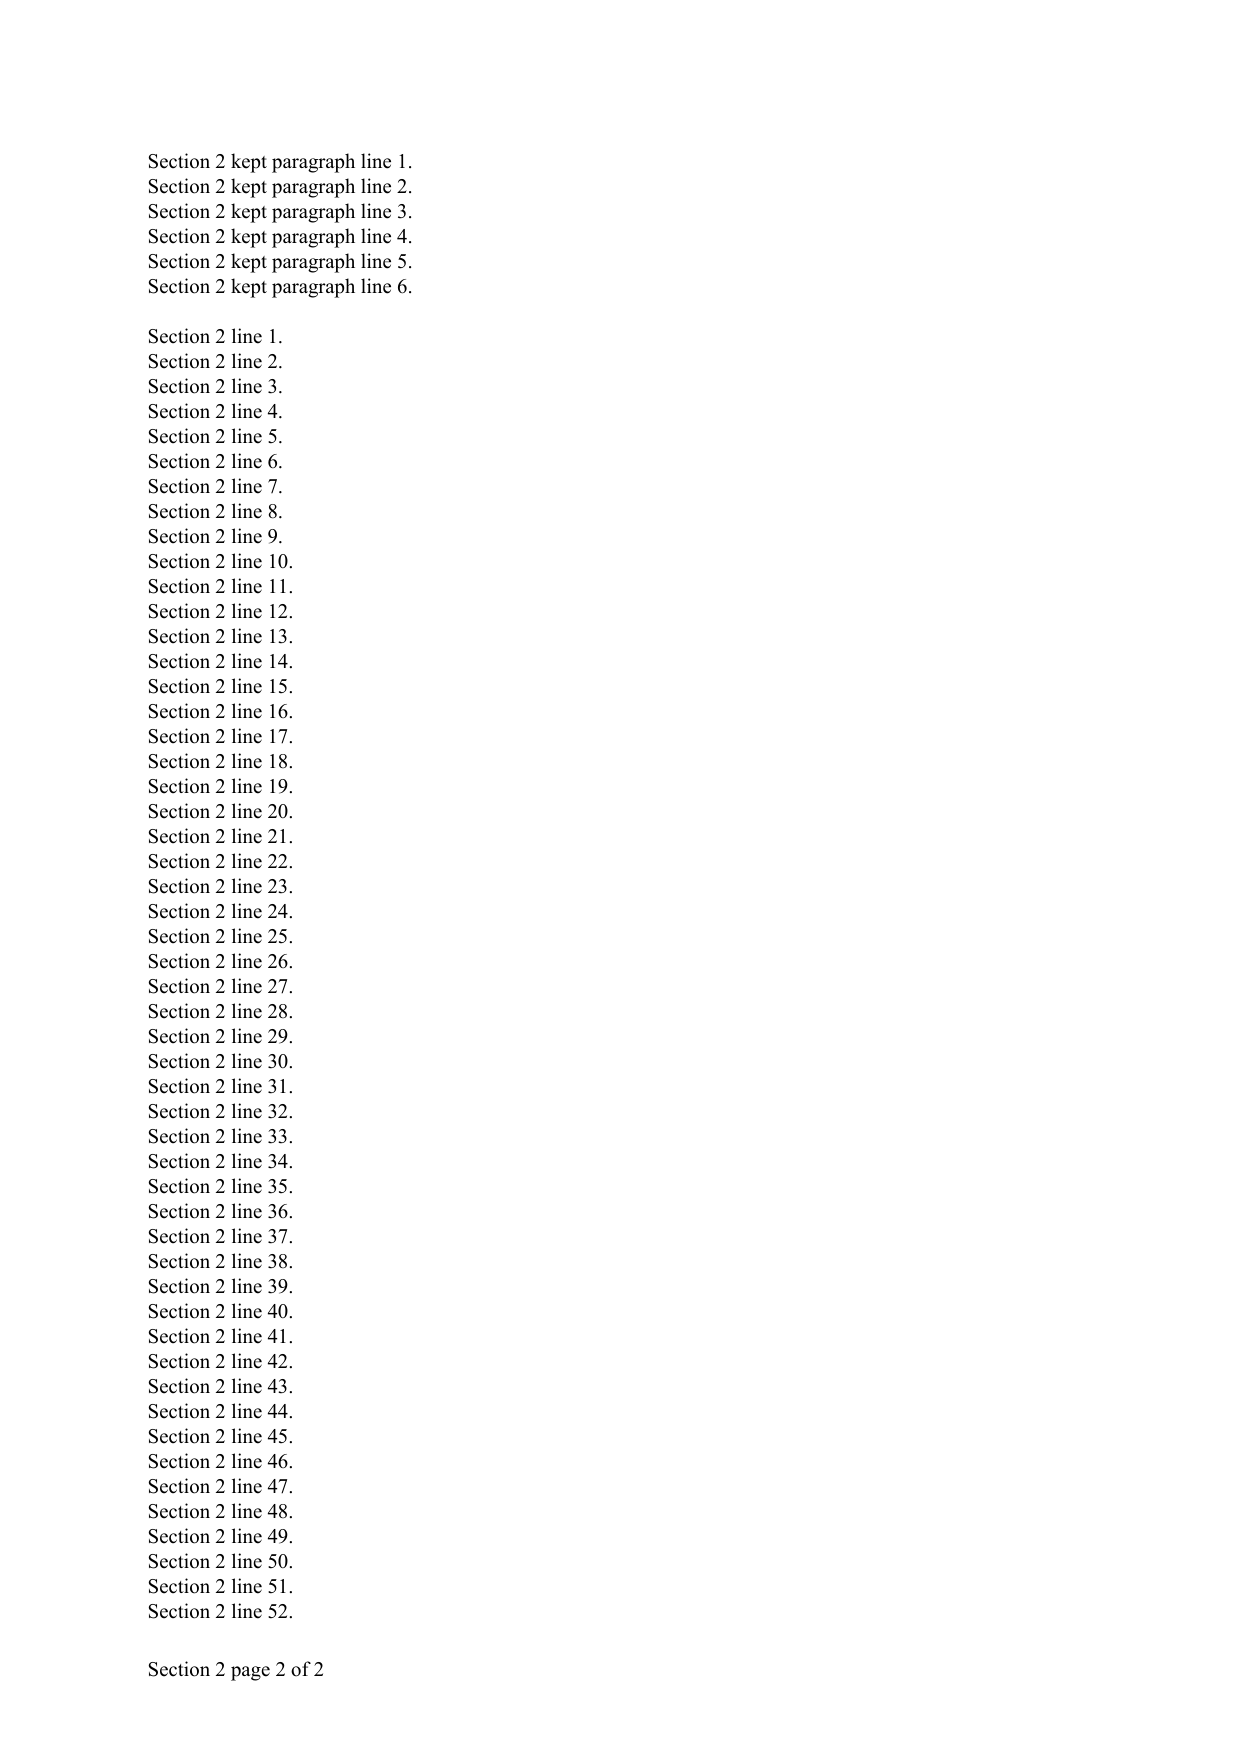 Section 2 kept paragraph line 1.
Section 2 kept paragraph line 2.
Section 2 kept paragraph line 3.
Section 2 kept paragraph line 4.
Section 2 kept paragraph line 5.
Section 2 kept paragraph line 6.
Section 2 line 1.
Section 2 line 2.
Section 2 line 3.
Section 2 line 4.
Section 2 line 5.
Section 2 line 6.
Section 2 line 7.
Section 2 line 8.
Section 2 line 9.
Section 2 line 10.
Section 2 line 11.
Section 2 line 12.
Section 2 line 13.
Section 2 line 14.
Section 2 line 15.
Section 2 line 16.
Section 2 line 17.
Section 2 line 18.
Section 2 line 19.
Section 2 line 20.
Section 2 line 21.
Section 2 line 22.
Section 2 line 23.
Section 2 line 24.
Section 2 line 25.
Section 2 line 26.
Section 2 line 27.
Section 2 line 28.
Section 2 line 29.
Section 2 line 30.
Section 2 line 31.
Section 2 line 32.
Section 2 line 33.
Section 2 line 34.
Section 2 line 35.
Section 2 line 36.
Section 2 line 37.
Section 2 line 38.
Section 2 line 39.
Section 2 line 40.
Section 2 line 41.
Section 2 line 42.
Section 2 line 43.
Section 2 line 44.
Section 2 line 45.
Section 2 line 46.
Section 2 line 47.
Section 2 line 48.
Section 2 line 49.
Section 2 line 50.
Section 2 line 51.
Section 2 line 52.
Section 2 page 2 of 2